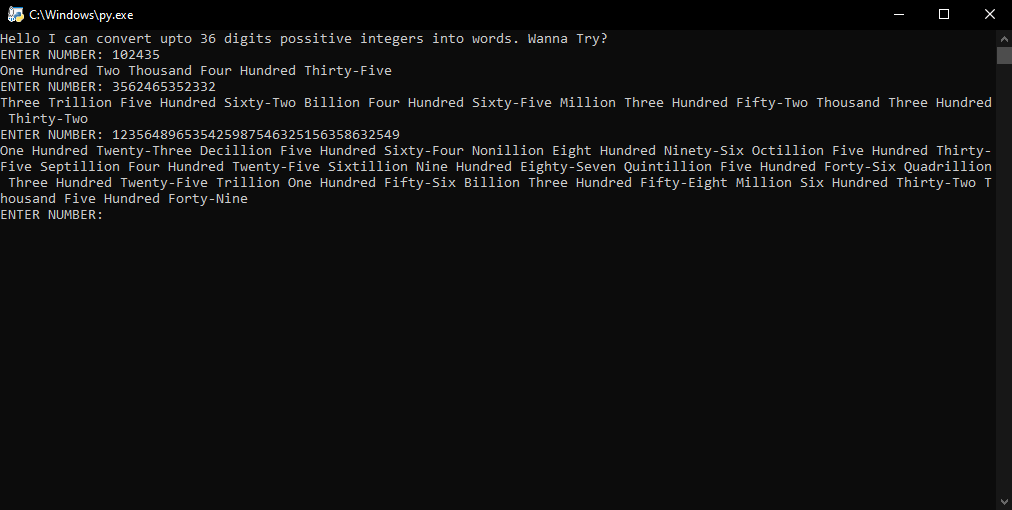 C:\Windows\py.exe
Hello I can convert upto 36 digits possitive integers into words. Wanna Try?
ENTER NUMBER: 102435
One Hundred Two Thousand Four Hundred Thirty-Five
ENTER NUMBER: 3562465352332
Three Trillion Five Hundred Sixty-Two Billion Four Hundred Sixty-Five Million Three Hundred Fifty-Two Thousand Three Hundred
Thirty-Two
ENTER NUMBER: 123564896535425987546325156358632549
One Hundred Twenty-Three Decillion Five Hundred Sixty-Four Nonillion Eight Hundred Ninety-Six Octillion Five Hundred Thirty-
Five Septillion Four Hundred Twenty-Five Sixtillion Nine Hundred Eighty-Seven Quintillion Five Hundred Forty-Six Quadrillion
Three Hundred Twenty-Five Trillion One Hundred Fifty-Six Billion Three Hundred Fifty-Eight Million Six Hundred Thirty-Two T
housand Five Hundred Forty-Nine
ENTER NUMBER: